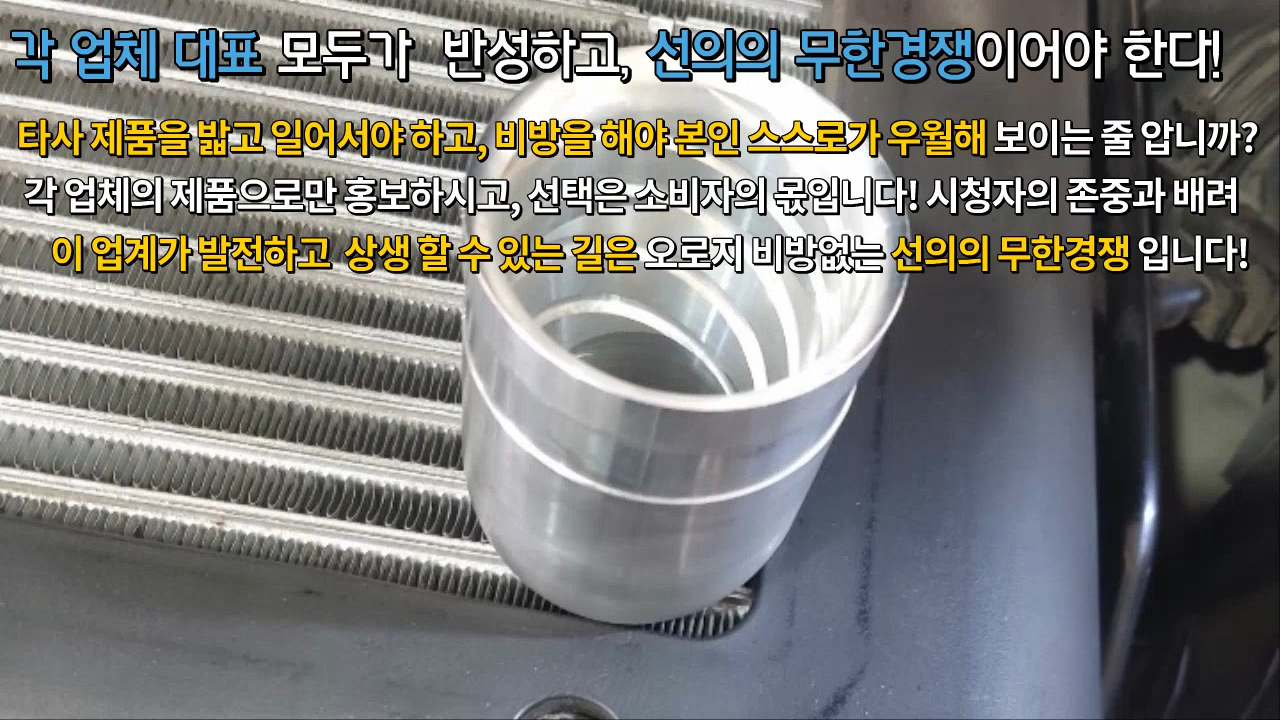 각 업체 대표 모두가 반성하고, 선의의 무한경쟁이어야 한다!
타사 제품을 밟고 일어서야 하고, 비방을 해야 본인 스스로가 우월해 보이는 줄 압니까?
각 업체의 제품으로만 홍보하시고, 선택은 소비자의 몫입니다! 시청자의 존중과 배려
이 업계가 발전하고 상생 할 수 있는 길은 오로지 비방없는 선의의 무한경쟁 입니다!